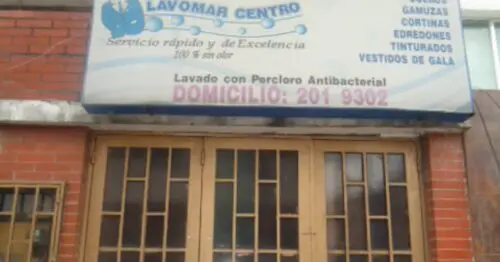 LAVOMAR CENTRO
Servicio rápido y de Excelencia
100 % sin olor
GAMUZAS
CORTINAS
EDREDONES
TINTURADOS
VESTIDOS DE GALA
Lavado con Percloro Antibacterial
DOMICILIO: 201 9302